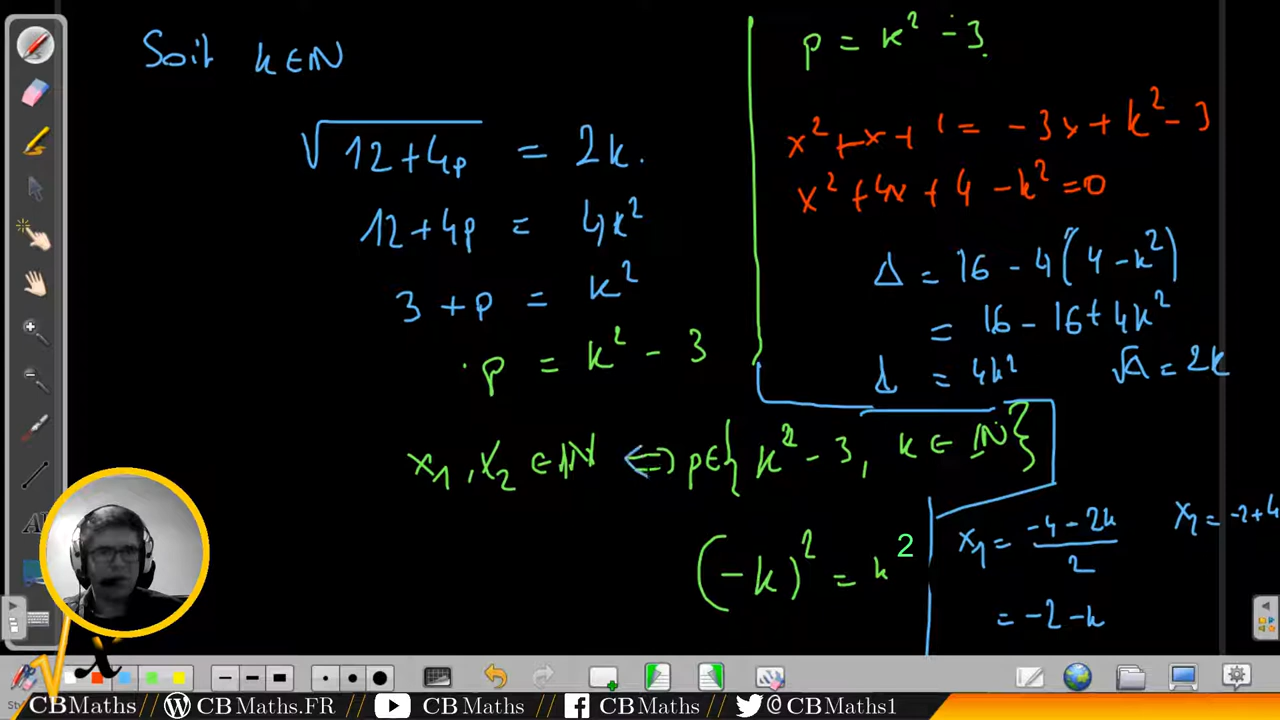 Soit k ∈ ℕ
√12+4p = 2k.
12+4p = 4k²
3 + p = k²
p = k² - 3
x₁, x₂ ∈ ℕ ⟺ p ∈ { k² - 3, k ∈ ℕ }
(-k)² = k²
p = k² - 3
x² + x + 1 = -3x + k² - 3
x² + 4x + 4 - k² = 0
Δ = 16 - 4(4 - k²)
= 16 - 16 + 4k²
Δ = 4k² √Δ = 2k
x₁ = (-4 - 2k)/2 x₂ = -2+
= -2 - k
CBMaths CBMaths.FR CBMaths CBMaths @CBMaths1